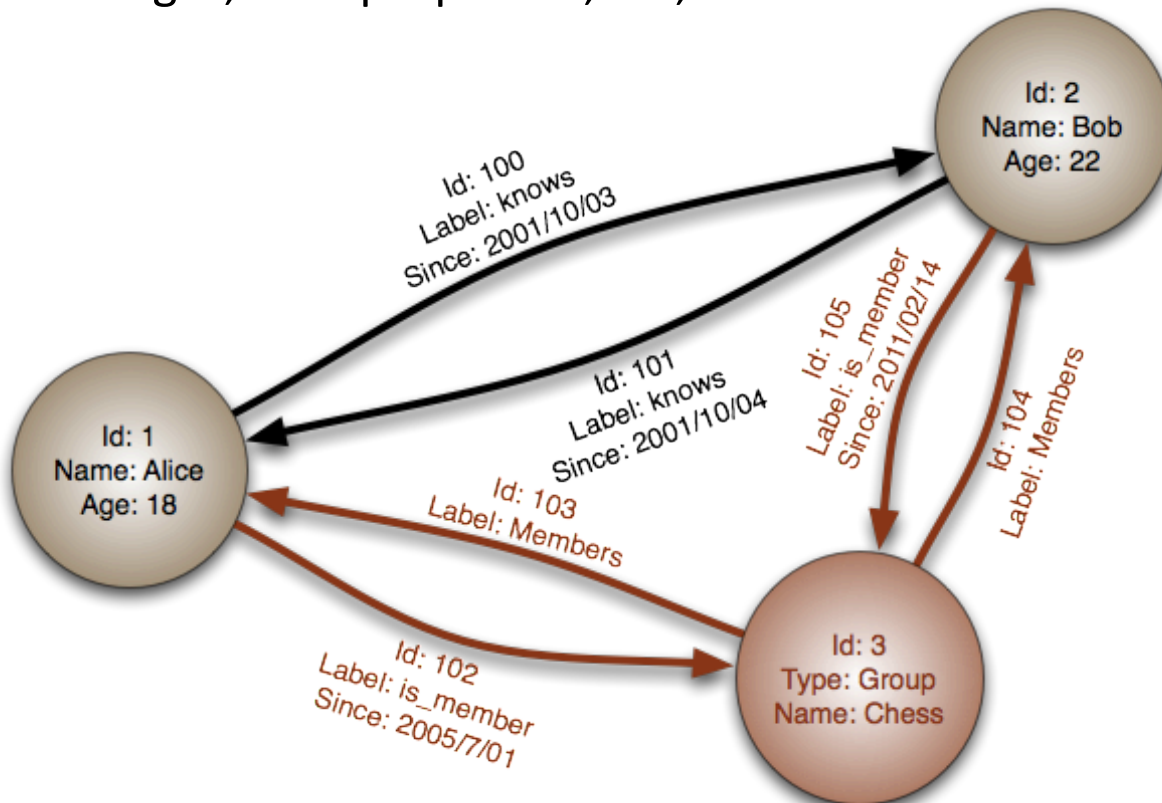 Id: 2
Name: Bob
Age: 22
Id: 100
Label: knows
Since: 2001/10/03
Id: 101
Label: knows
Since: 2001/10/04
Id: 105
Label: is_member
Since: 2011/02/14
Id: 104
Label: Members
Id: 1
Name: Alice
Age: 18
Id: 103
Label: Members
Id: 102
Label: is_member
Since: 2005/7/01
Id: 3
Type: Group
Name: Chess